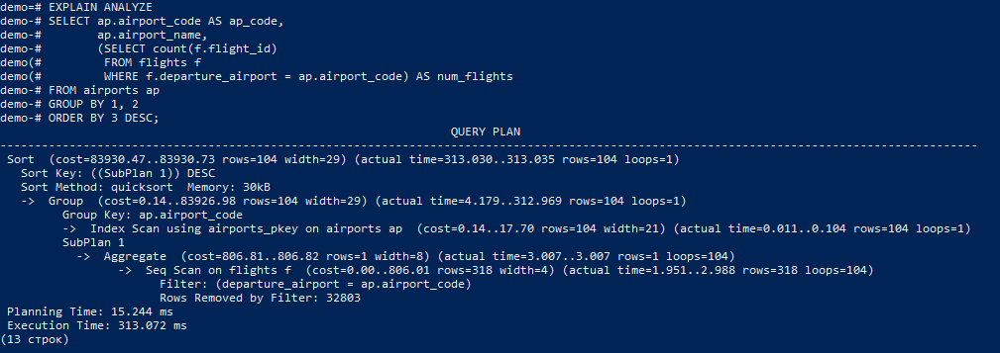 demo=# EXPLAIN ANALYZE
demo-# SELECT ap.airport_code AS ap_code,
demo-#        ap.airport_name,
demo-#        (SELECT count(f.flight_id)
demo(#         FROM flights f
demo(#         WHERE f.departure_airport = ap.airport_code) AS num_flights
demo-# FROM airports ap
demo-# GROUP BY 1, 2
demo-# ORDER BY 3 DESC;
QUERY PLAN
---------------------------------------------------------------------------------------------------------------------------------------------
Sort  (cost=83930.47..83930.73 rows=104 width=29) (actual time=313.030..313.035 rows=104 loops=1)
Sort Key: ((SubPlan 1)) DESC
Sort Method: quicksort  Memory: 30kB
->  Group  (cost=0.14..83926.98 rows=104 width=29) (actual time=4.179..312.969 rows=104 loops=1)
Group Key: ap.airport_code
->  Index Scan using airports_pkey on airports ap  (cost=0.14..17.70 rows=104 width=21) (actual time=0.011..0.104 rows=104 loops=1)
SubPlan 1
->  Aggregate  (cost=806.81..806.82 rows=1 width=8) (actual time=3.007..3.007 rows=1 loops=104)
->  Seq Scan on flights f  (cost=0.00..806.01 rows=318 width=4) (actual time=1.951..2.988 rows=318 loops=104)
Filter: (departure_airport = ap.airport_code)
Rows Removed by Filter: 32803
Planning Time: 15.244 ms
Execution Time: 313.072 ms
(13 строк)